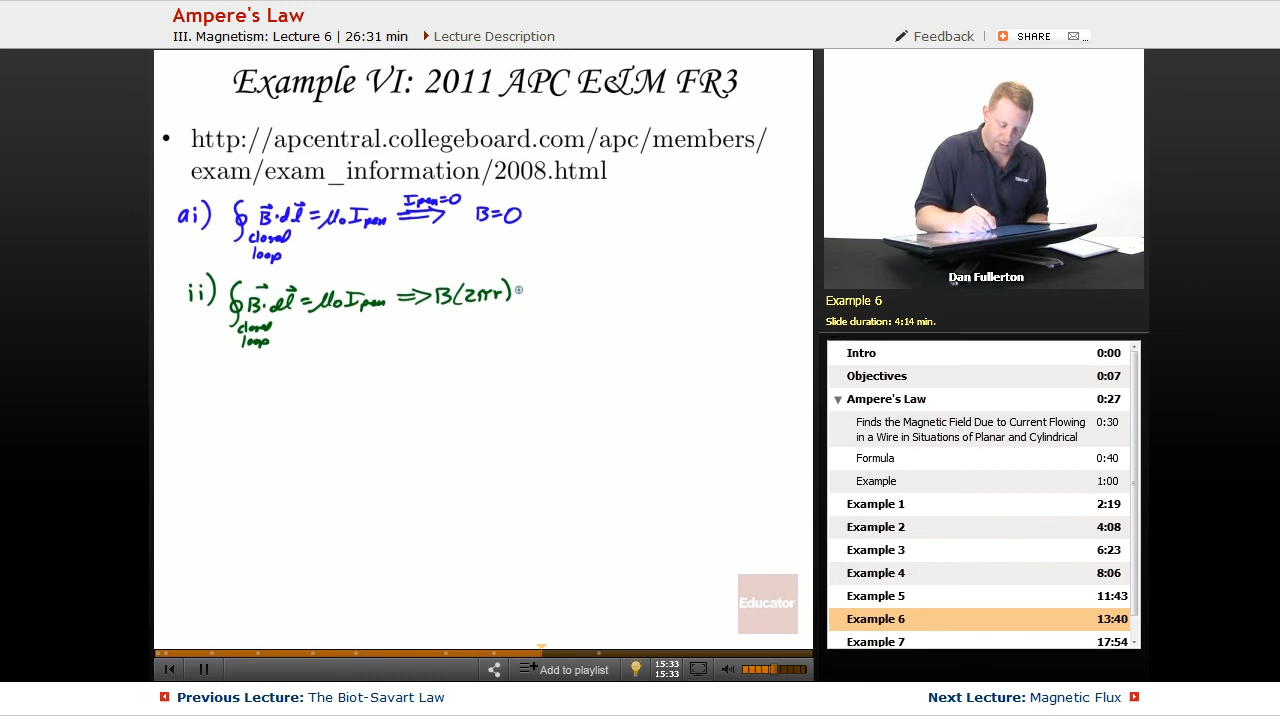 Ampere's Law
III. Magnetism: Lecture 6 | 26:31 min
Lecture Description
Feedback
SHARE
Example VI: 2011 APC E&M FR3
• http://apcentral.collegeboard.com/apc/members/
exam/exam_information/2008.html
ai) ∮ B⃗·dl⃗ = μ₀ I pen ⟹ B=0
I pen=0
closed
loop
ii) ∮ B⃗·dl⃗ = μ₀ I pen ⟹ B(2πr)
closed
loop
Educator
15:33
15:33
Add to playlist
Dan Fullerton
Example 6
Slide duration: 4:14 min.
Intro 0:00
Objectives 0:07
Ampere's Law 0:27
Finds the Magnetic Field Due to Current Flowing 0:30
in a Wire in Situations of Planar and Cylindrical
Formula 0:40
Example 1:00
Example 1 2:19
Example 2 4:08
Example 3 6:23
Example 4 8:06
Example 5 11:43
Example 6 13:40
Example 7 17:54
Previous Lecture: The Biot-Savart Law
Next Lecture: Magnetic Flux